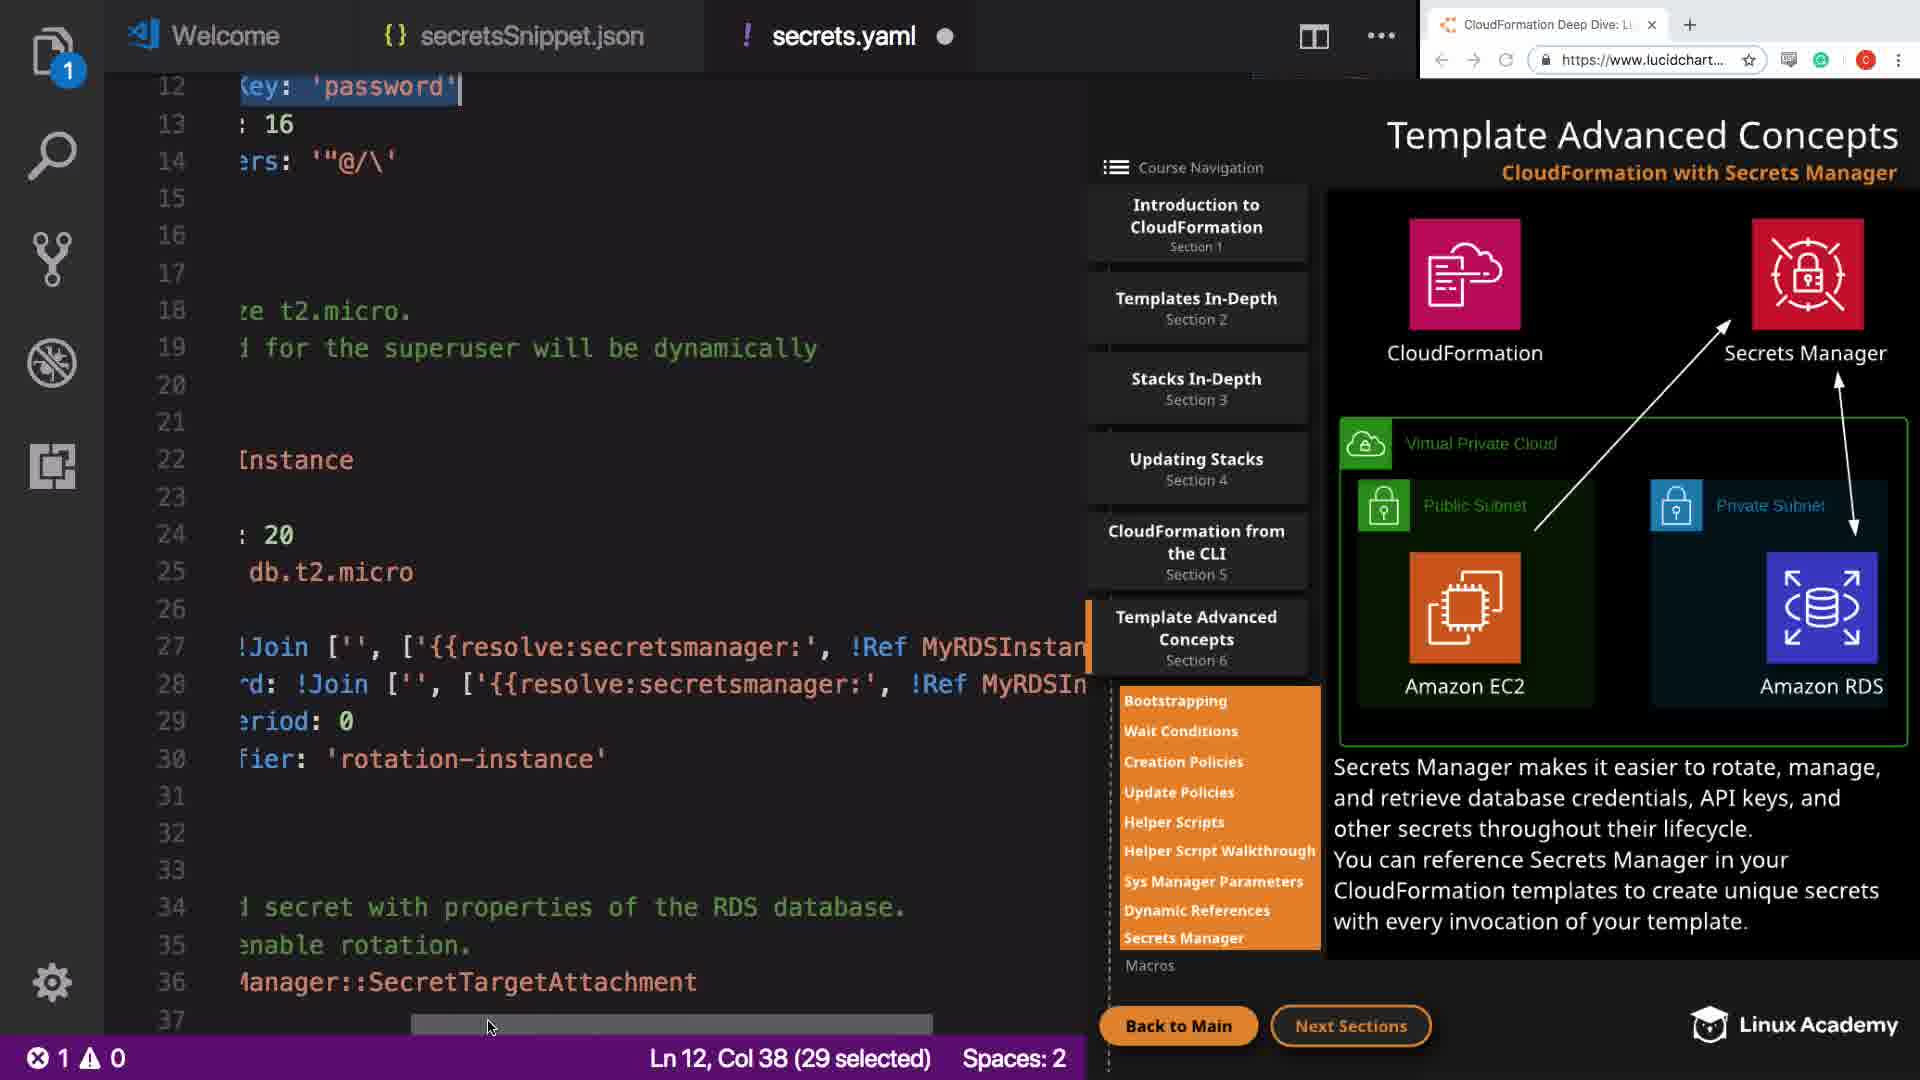 Welcome
{} secretsSnippet.json
! secrets.yaml
CloudFormation Deep Dive: Li
https://www.lucidchart...
C
1
12 Key: 'password'
13 : 16
14 ers: '"@/\'
15
16
17
18 ze t2.micro.
19 d for the superuser will be dynamically
20
21
22 Instance
23
24 : 20
25 db.t2.micro
26
27 !Join ['', ['{{resolve:secretsmanager:', !Ref MyRDSInstan
28 rd: !Join ['', ['{{resolve:secretsmanager:', !Ref MyRDSIn
29 eriod: 0
30 fier: 'rotation-instance'
31
32
33
34 d secret with properties of the RDS database.
35 enable rotation.
36 Manager::SecretTargetAttachment
37
1 0
Ln 12, Col 38 (29 selected)
Spaces: 2
Template Advanced Concepts
CloudFormation with Secrets Manager
Course Navigation
Introduction to
CloudFormation
Section 1
Templates In-Depth
Section 2
Stacks In-Depth
Section 3
Updating Stacks
Section 4
CloudFormation from
the CLI
Section 5
Template Advanced
Concepts
Section 6
Bootstrapping
Wait Conditions
Creation Policies
Update Policies
Helper Scripts
Helper Script Walkthrough
Sys Manager Parameters
Dynamic References
Secrets Manager
Macros
Back to Main
Next Sections
CloudFormation
Secrets Manager
Virtual Private Cloud
Public Subnet
Private Subnet
Amazon EC2
Amazon RDS
Secrets Manager makes it easier to rotate, manage,
and retrieve database credentials, API keys, and
other secrets throughout their lifecycle.
You can reference Secrets Manager in your
CloudFormation templates to create unique secrets
with every invocation of your template.
Linux Academy